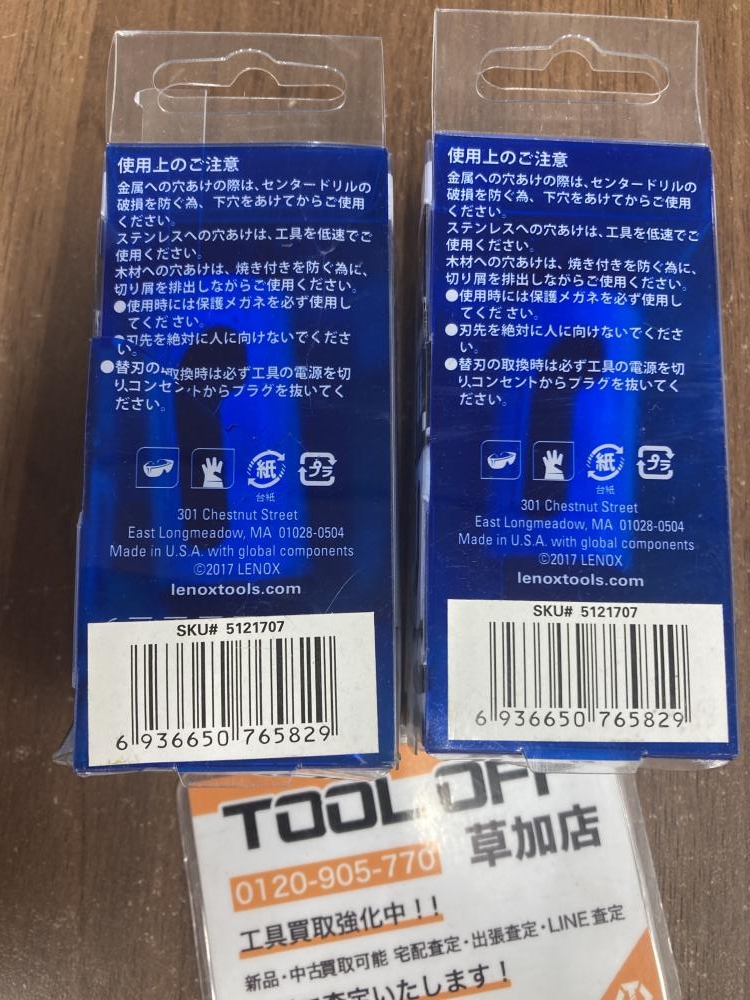 使用上のご注意
金属への穴あけの際は、センタードリルの
破損を防ぐ為、下穴をあけてからご使用
ください。
ステンレスへの穴あけは、工具を低速でご
使用ください。
木材への穴あけは、焼き付きを防ぐ為に、
切り屑を排出しながらご使用ください。
●使用時には保護メガネを必ず使用し
てください。
●刃先を絶対に人に向けないでくださ
い。
●替刃の取換時は必ず工具の電源を切
り、コンセントからプラグを抜いてく
ださい。
紙
プラ
台紙
301 Chestnut Street
East Longmeadow, MA 01028-0504
Made in U.S.A. with global components
©2017 LENOX
lenoxtools.com
SKU# 5121707
6 936650 765829
使用上のご注意
金属への穴あけの際は、センタードリルの
破損を防ぐ為、下穴をあけてからご使用
ください。
ステンレスへの穴あけは、工具を低速でご
使用ください。
木材への穴あけは、焼き付きを防ぐ為に、
切り屑を排出しながらご使用ください。
●使用時には保護メガネを必ず使用し
てください。
●刃先を絶対に人に向けないでくださ
い。
●替刃の取換時は必ず工具の電源を切
り、コンセントからプラグを抜いてく
ださい。
紙
プラ
台紙
301 Chestnut Street
East Longmeadow, MA 01028-0504
Made in U.S.A. with global components
©2017 LENOX
lenoxtools.com
SKU# 5121707
6 936650 765829
TOOL OFF
草加店
0120-905-770
工具買取強化中!!
新品・中古買取可能 宅配査定・出張査定・LINE査定
査定いたします!